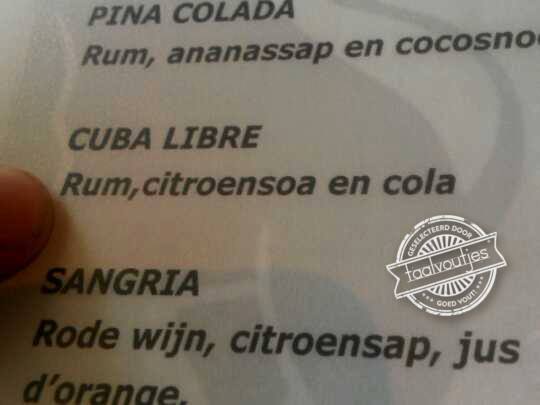 PINA COLADA
Rum, ananassap en
CUBA LIBRE
Rum,citroensoa en cola
GESELECTEERD DOOR
taalvoutjes
GOED VOUT!
SANGRIA
Rode wijn, citroensap, jus
d'orange.